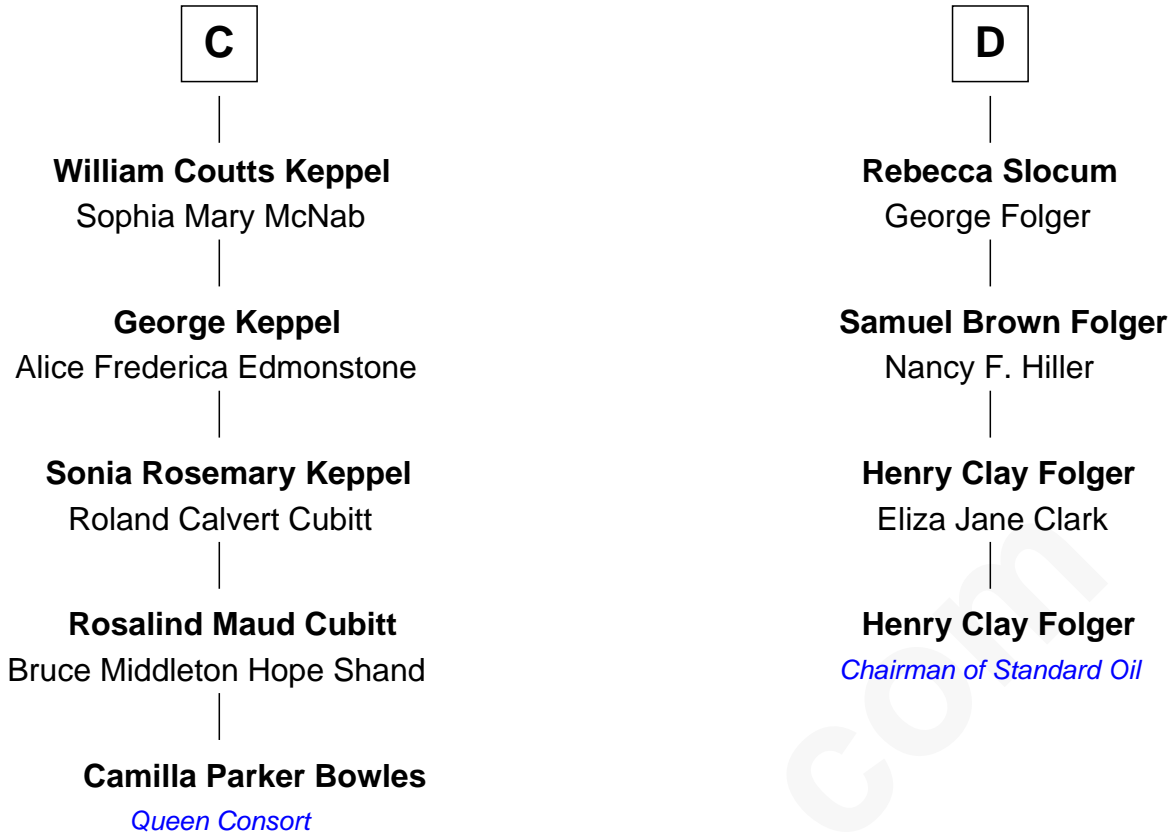 C
William Coutts Keppel
Sophia Mary McNab
George Keppel
Alice Frederica Edmonstone
Sonia Rosemary Keppel
Roland Calvert Cubitt
Rosalind Maud Cubitt
Bruce Middleton Hope Shand
Camilla Parker Bowles
Queen Consort
D
Rebecca Slocum
George Folger
Samuel Brown Folger
Nancy F. Hiller
Henry Clay Folger
Eliza Jane Clark
Henry Clay Folger
Chairman of Standard Oil
com